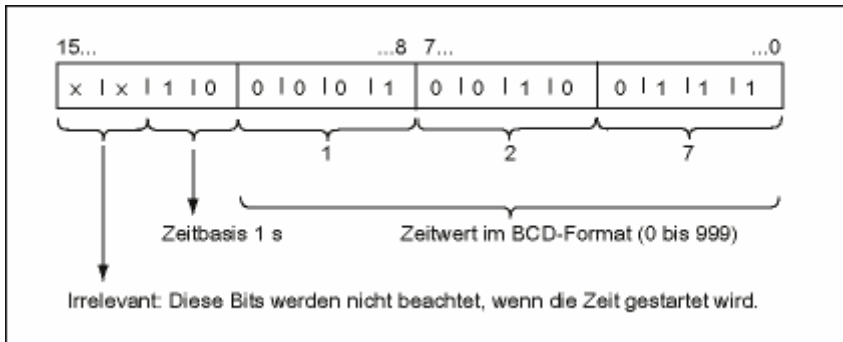 15... ...8 7... ...0
x x 1 0 0 0 0 1 0 0 1 0 0 1 1 1
1 2 7
Zeitbasis 1 s Zeitwert im BCD-Format (0 bis 999)
Irrelevant: Diese Bits werden nicht beachtet, wenn die Zeit gestartet wird.